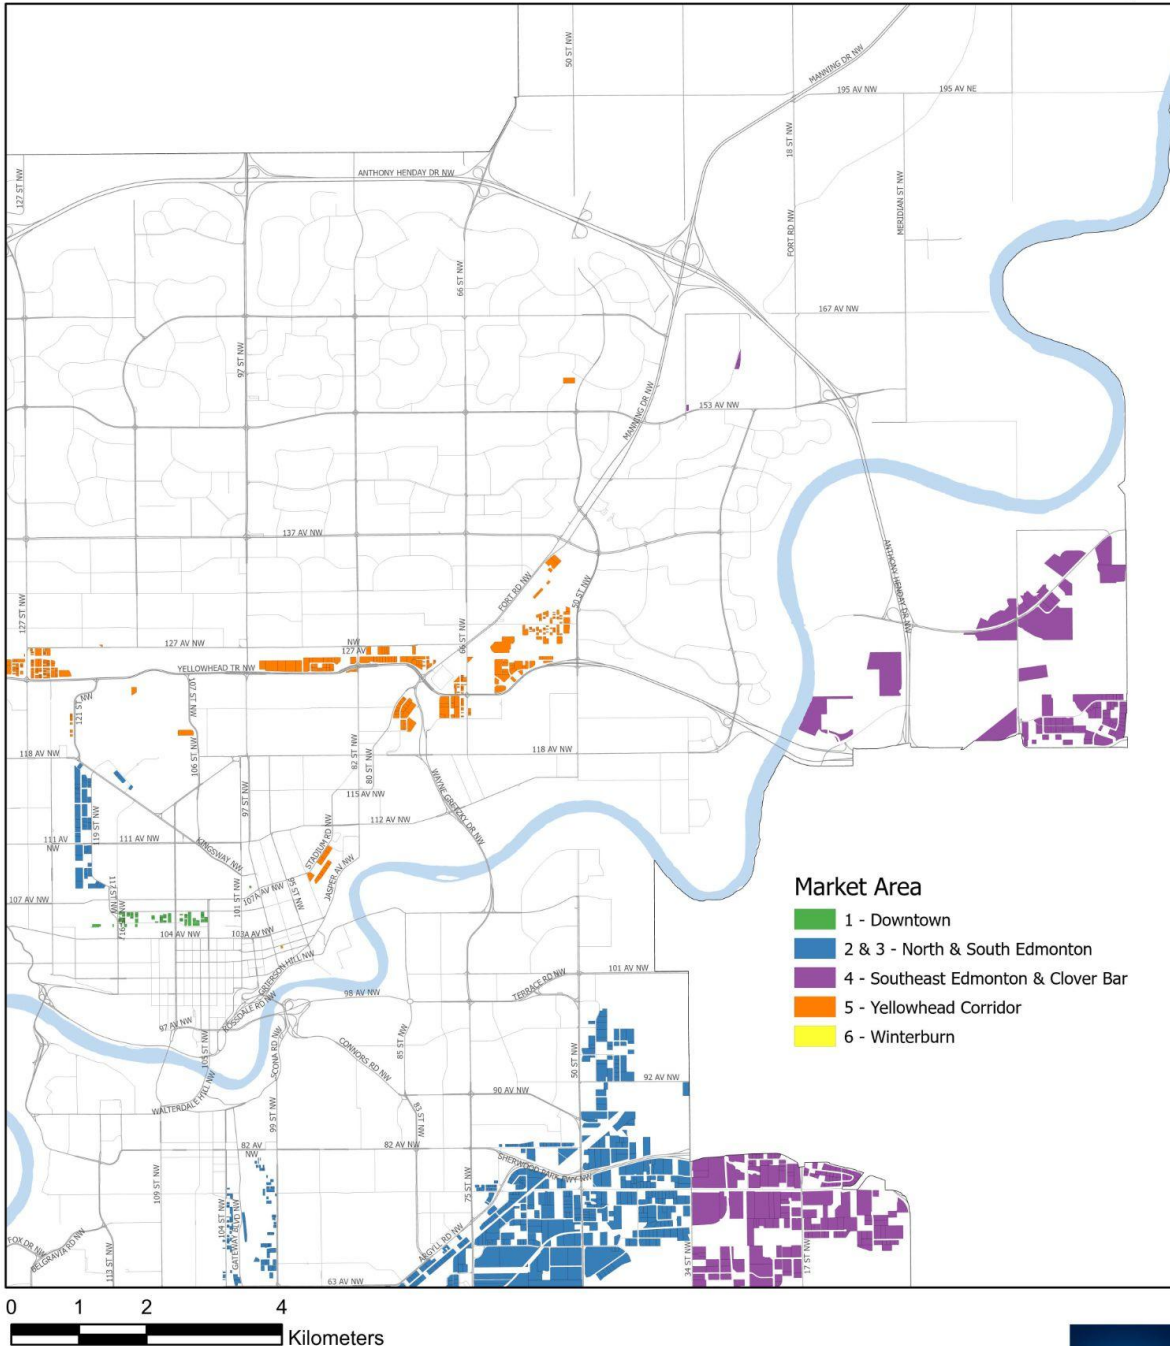 50 ST NW
MANNING DR NW
195 AV NW
195 AV NE
18 ST NW
127 ST NW
ANTHONY HENDAY DR NW
MERIDIAN ST NW
FORT RD NW
66 ST NW
167 AV NW
97 ST NW
MANNING DR NW
153 AV NW
137 AV NW
ANTHONY HENDAY DR NW
FORT RD NW
50 ST NW
127 ST NW
127 AV NW
NW
127 AV
66 ST NW
YELLOWHEAD TR NW
121 ST NW
107 ST NW
118 AV NW
106 ST NW
82 ST NW
80 ST NW
118 AV NW
WAYNE GRETZKY DR NW
97 ST NW
115 AV NW
119 ST NW
112 AV NW
111 AV
NW
111 AV NW
KINGSWAY NW
STADIUM RD NW
JASPER AV NW
95 ST NW
117 ST NW
107 AV NW
101 ST NW
107A AV NW
116 ST NW
104 AV NW
103A AV NW
Market Area
1 - Downtown
2 & 3 - North & South Edmonton
4 - Southeast Edmonton & Clover Bar
5 - Yellowhead Corridor
6 - Winterburn
GRIERSON HILL NW
TERRACE RD NW
101 AV NW
98 AV NW
ROSSDALE RD NW
97 AV NW
105 ST NW
SCONA RD NW
CONNORS RD NW
85 ST NW
50 ST NW
92 AV NW
90 AV NW
WALTERDALE HILL NW
99 ST NW
83 ST NW
82 AV
NW
82 AV NW
SHERWOOD PARK FWY NW
109 ST NW
75 ST NW
104 ST NW
GATEWAY BLVD NW
ARGYLL RD NW
FOX DR NW
BELGRAVIA RD NW
113 ST NW
63 AV NW
34 ST NW
17 ST NW
0 1 2 4
Kilometers